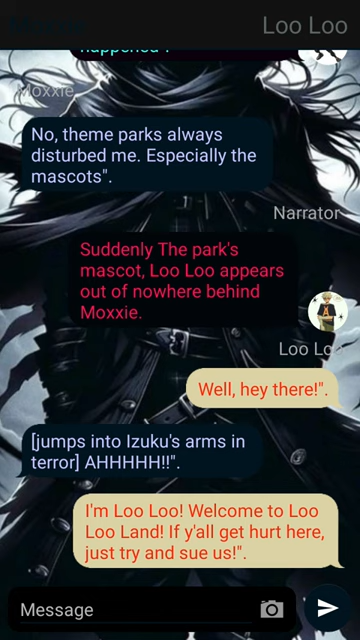 Loo Loo
happened?
Moxxie
No, theme parks always
disturbed me. Especially the
mascots".
Narrator
Suddenly The park's
mascot, Loo Loo appears
out of nowhere behind
Moxxie.
Loo Loo
Well, hey there!".
[jumps into Izuku's arms in
terror] AHHHHH!!".
I'm Loo Loo! Welcome to Loo
Loo Land! If y'all get hurt here,
just try and sue us!".
Message